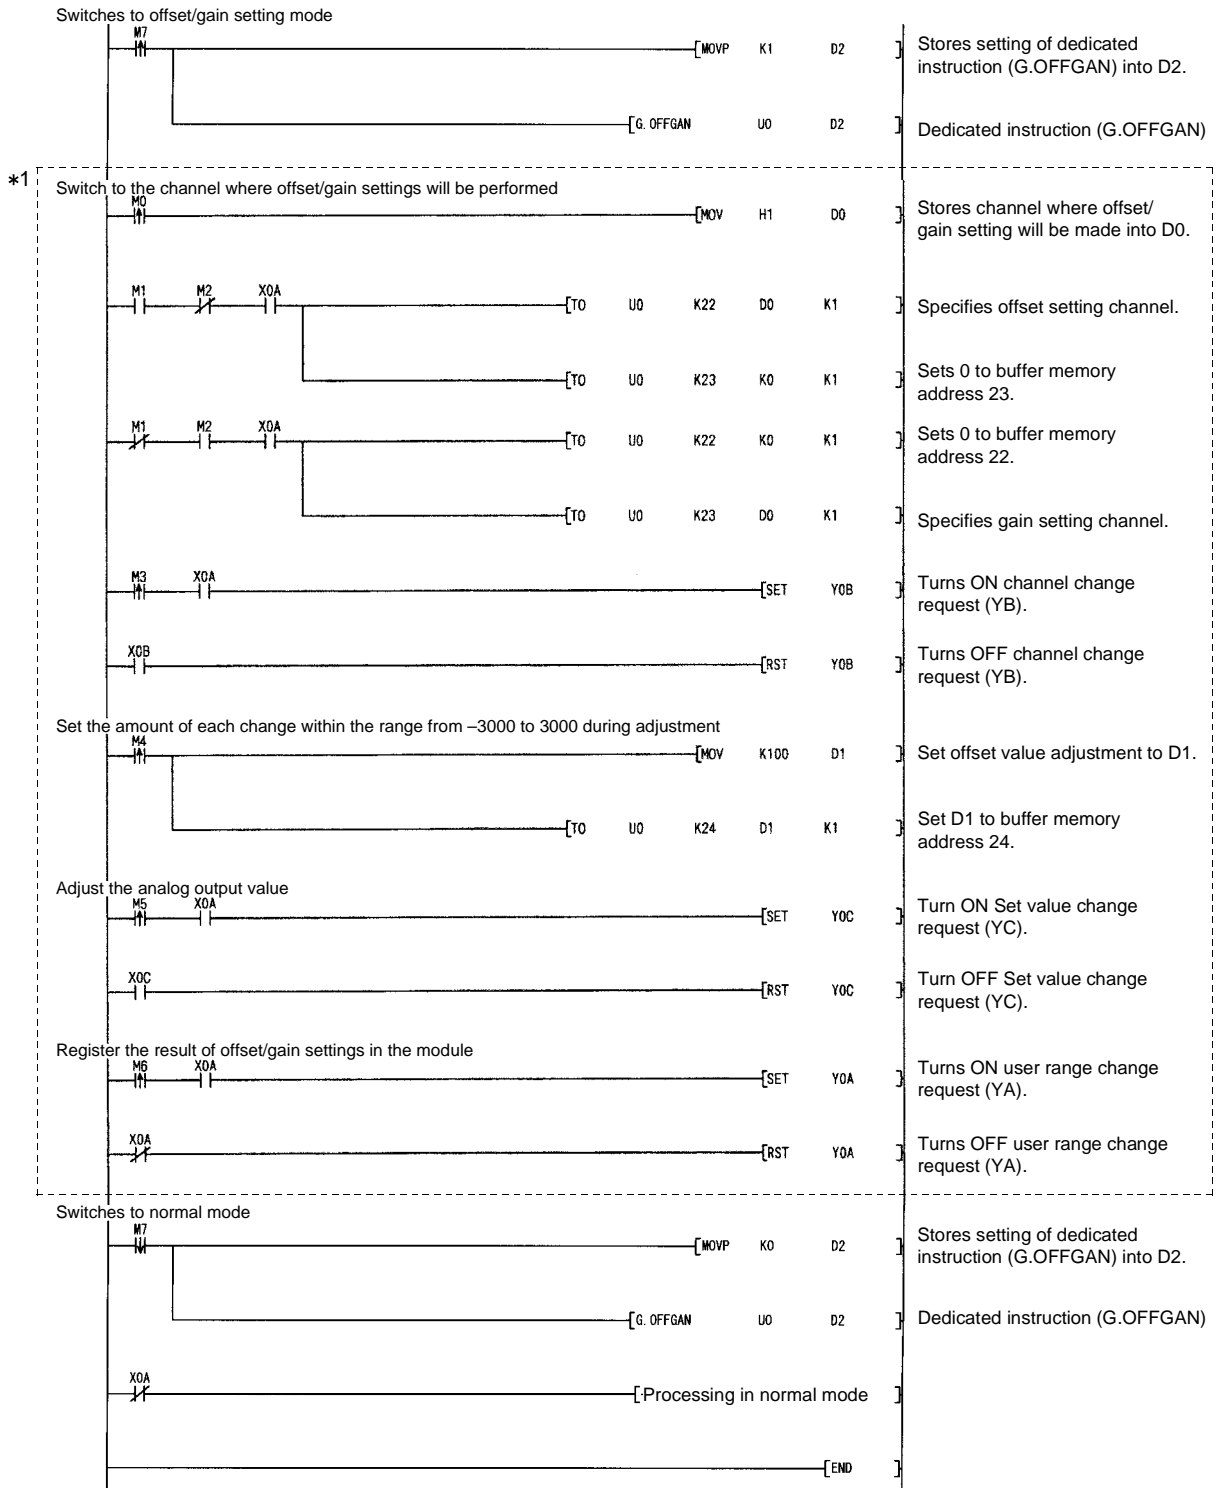 Switches to offset/gain setting mode
M7
[MOVP K1 D2 ]
Stores setting of dedicated
instruction (G.OFFGAN) into D2.
[G.OFFGAN U0 D2 ]
Dedicated instruction (G.OFFGAN)
*1
Switch to the channel where offset/gain settings will be performed
M0
[MOV H1 D0 ]
Stores channel where offset/
gain setting will be made into D0.
M1 M2 X0A
[TO U0 K22 D0 K1 ]
Specifies offset setting channel.
[TO U0 K23 K0 K1 ]
Sets 0 to buffer memory
address 23.
M1 M2 X0A
[TO U0 K22 K0 K1 ]
Sets 0 to buffer memory
address 22.
[TO U0 K23 D0 K1 ]
Specifies gain setting channel.
M3 X0A
[SET Y0B ]
Turns ON channel change
request (YB).
X0B
[RST Y0B ]
Turns OFF channel change
request (YB).
Set the amount of each change within the range from –3000 to 3000 during adjustment
M4
[MOV K100 D1 ]
Set offset value adjustment to D1.
[TO U0 K24 D1 K1 ]
Set D1 to buffer memory
address 24.
Adjust the analog output value
M5 X0A
[SET Y0C ]
Turn ON Set value change
request (YC).
X0C
[RST Y0C ]
Turn OFF Set value change
request (YC).
Register the result of offset/gain settings in the module
M6 X0A
[SET Y0A ]
Turns ON user range change
request (YA).
X0A
[RST Y0A ]
Turns OFF user range change
request (YA).
Switches to normal mode
M7
[MOVP K0 D2 ]
Stores setting of dedicated
instruction (G.OFFGAN) into D2.
[G.OFFGAN U0 D2 ]
Dedicated instruction (G.OFFGAN)
X0A
[Processing in normal mode ]
[END ]